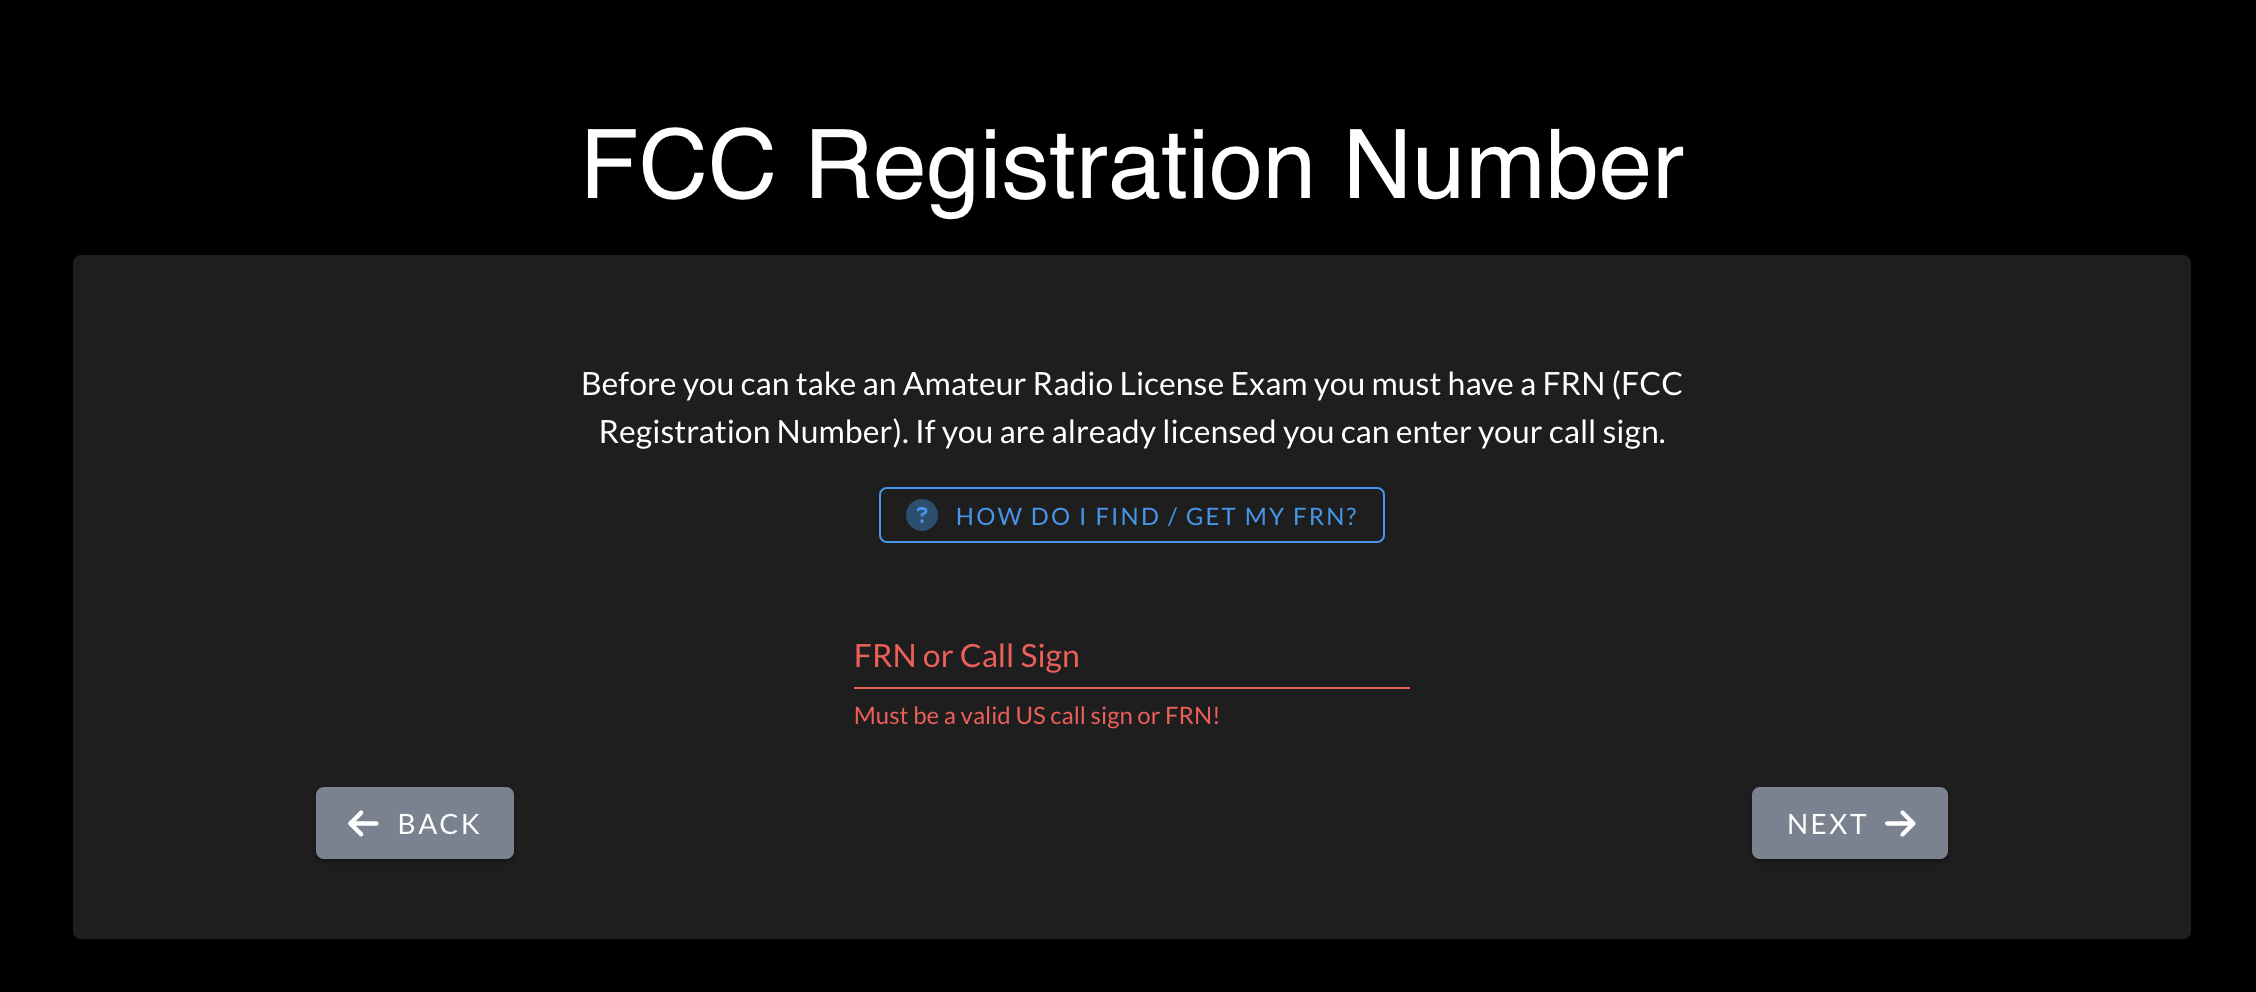 FCC Registration Number
Before you can take an Amateur Radio License Exam you must have a FRN (FCC
Registration Number). If you are already licensed you can enter your call sign.
? HOW DO I FIND / GET MY FRN?
FRN or Call Sign
Must be a valid US call sign or FRN!
BACK
NEXT